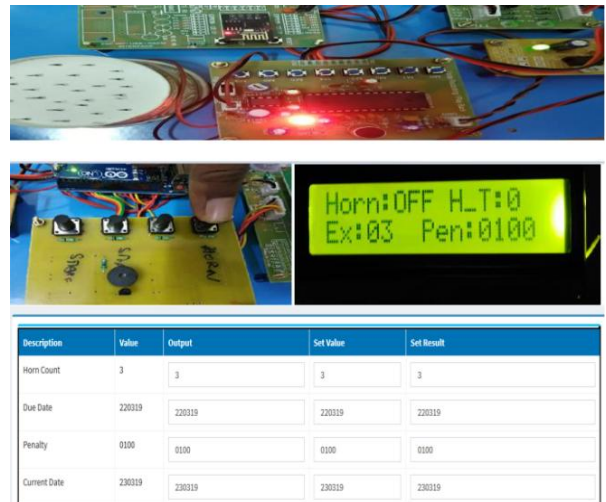 Horn:OFF H_T:0
Ex:03 Pen:0100
Description Value Output Set Value Set Result
Horn Count 3 3 3 3
Due Date 220319 220319 220319 220319
Penalty 0100 0100 0100 0100
Current Date 230319 230319 230319 230319